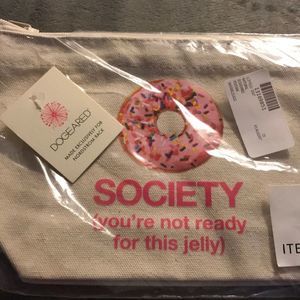 DOGEARED
MADE EXCLUSIVELY FOR
NORDSTROM RACK
SOCIETY
(you're not ready
for this jelly)
ITE